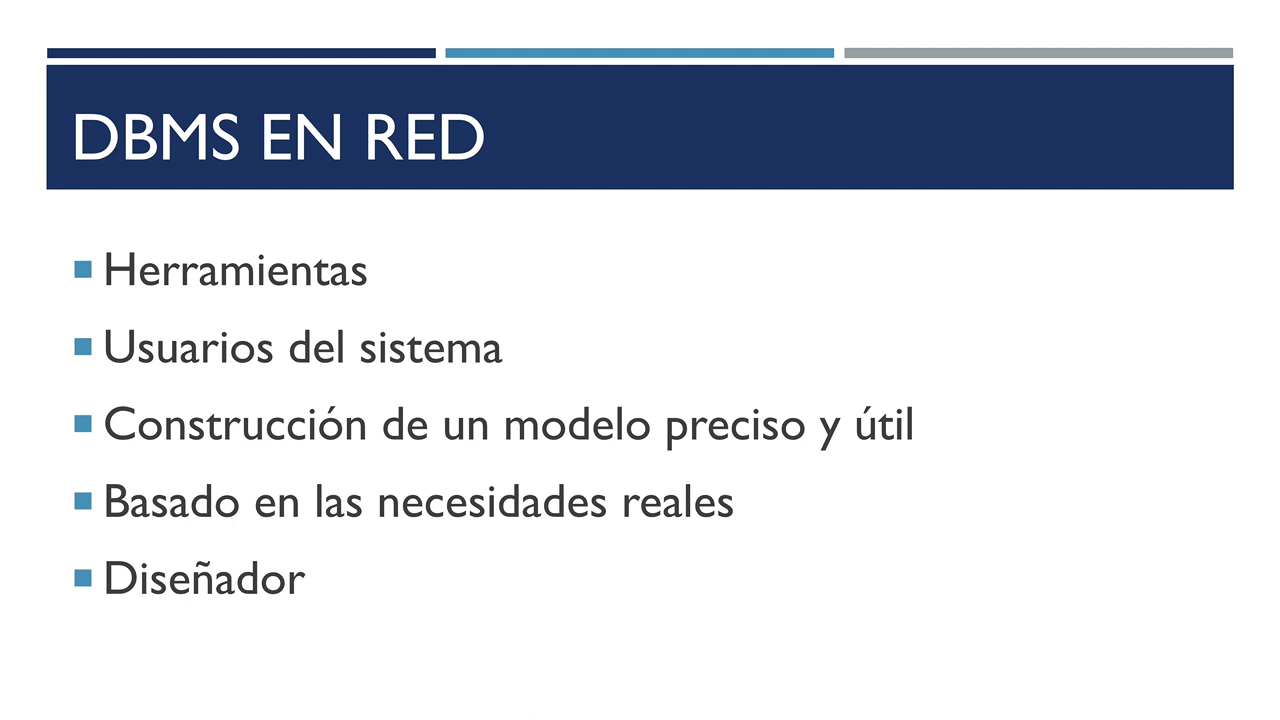 DBMS EN RED
Herramientas
Usuarios del sistema
Construcción de un modelo preciso y útil
Basado en las necesidades reales
Diseñador